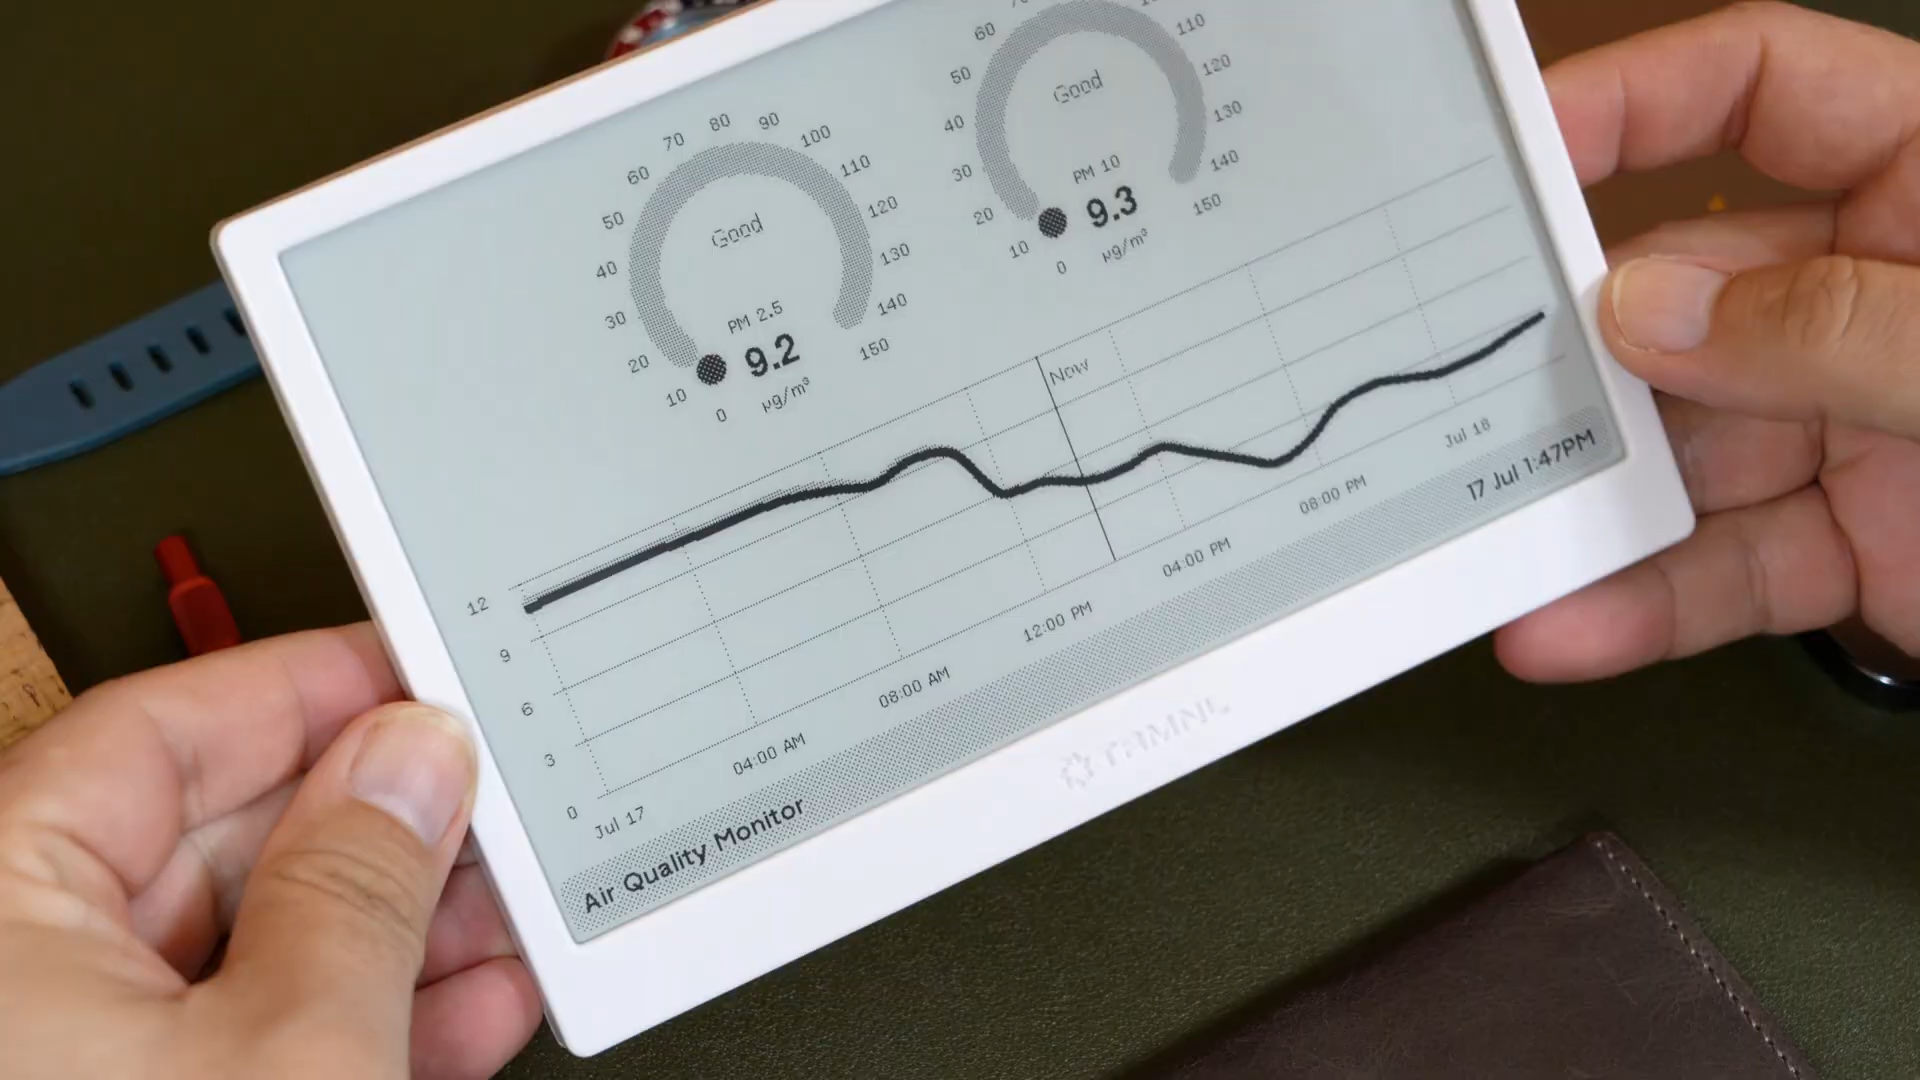 60
70
80
90
100
50
110
40
120
30
130
20
140
10
150
0
Good
PM 2.5
9.2
µg/m³
60
110
50
120
40
130
30
140
20
150
10
0
Good
PM 10
9.3
µg/m³
Now
12
9
6
3
0
Jul 17
04:00 AM
08:00 AM
12:00 PM
04:00 PM
08:00 PM
Jul 18
Air Quality Monitor
17 Jul 1:47PM
TRMNL